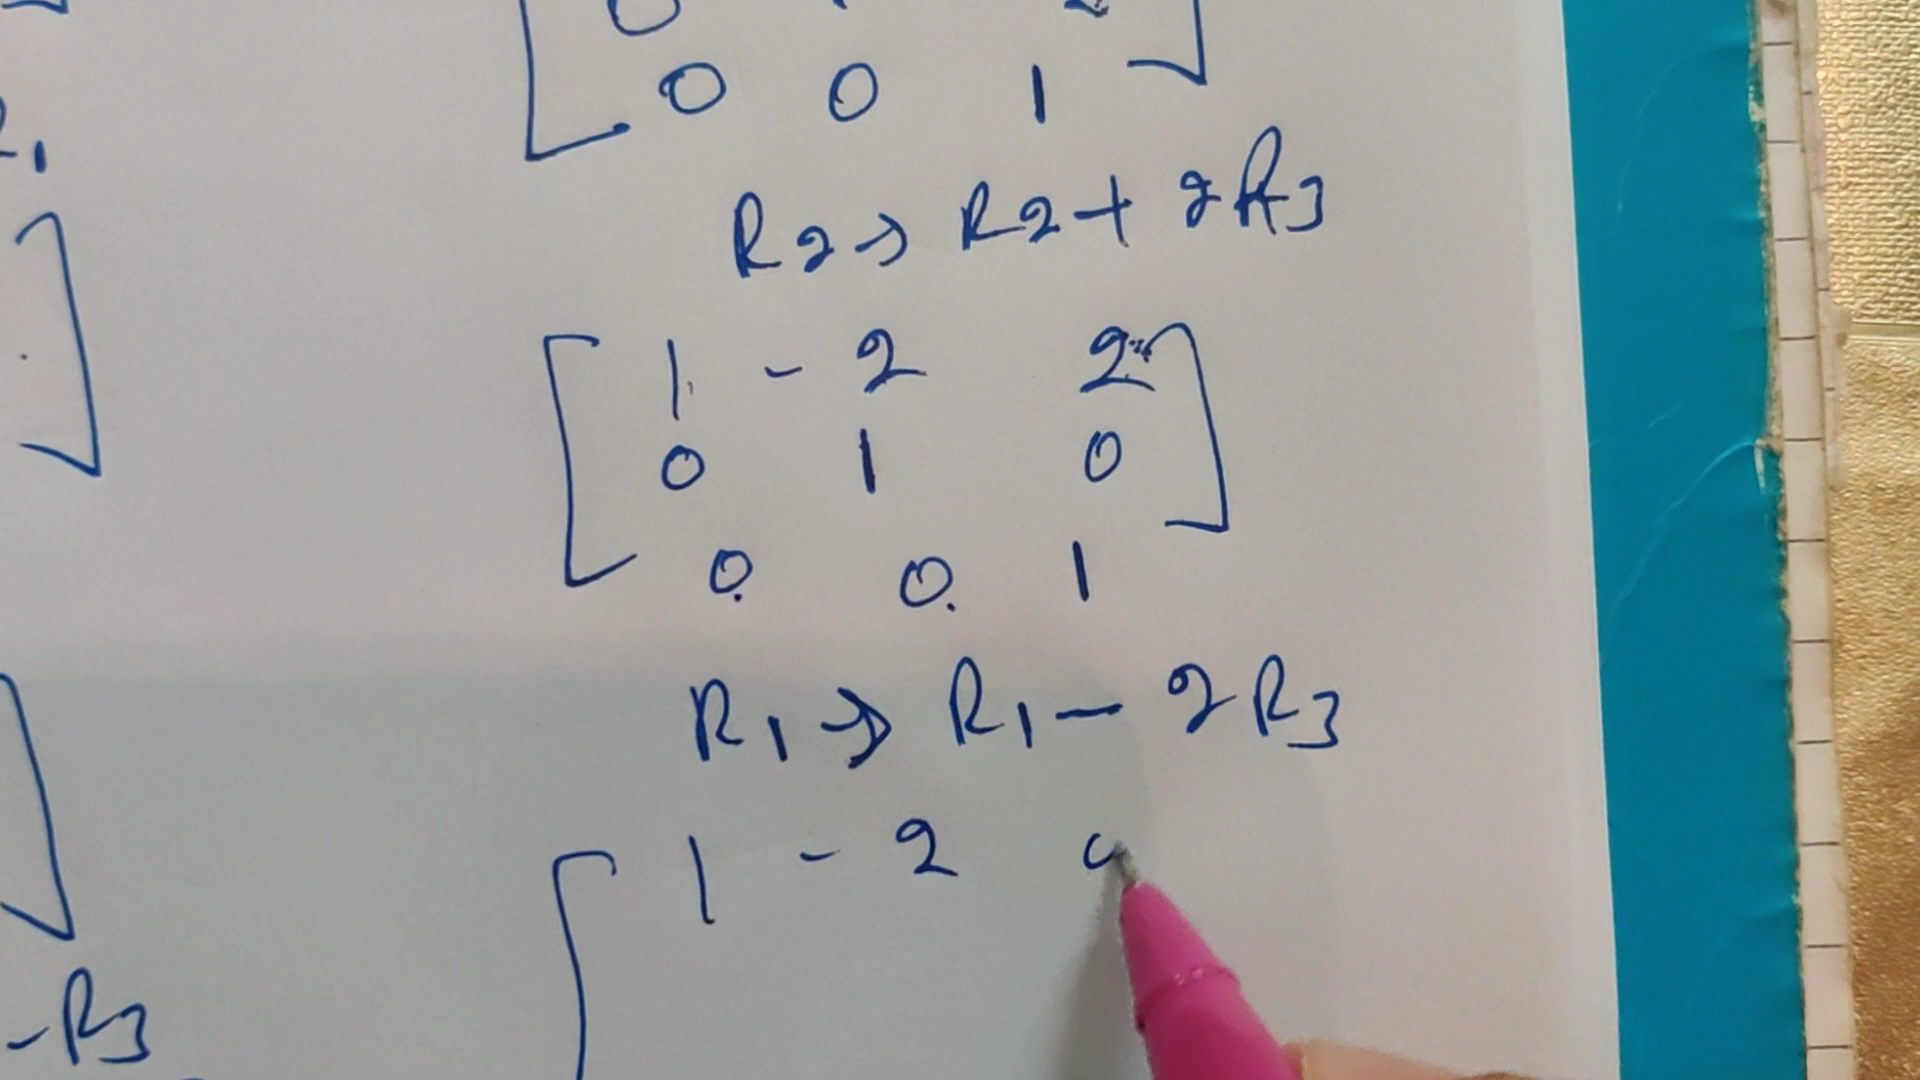 0 0 1
R2 → R2 + 2R3
1 -2 2
0 1 0
0 0 1
R1 → R1 - 2R3
1 -2
-R3